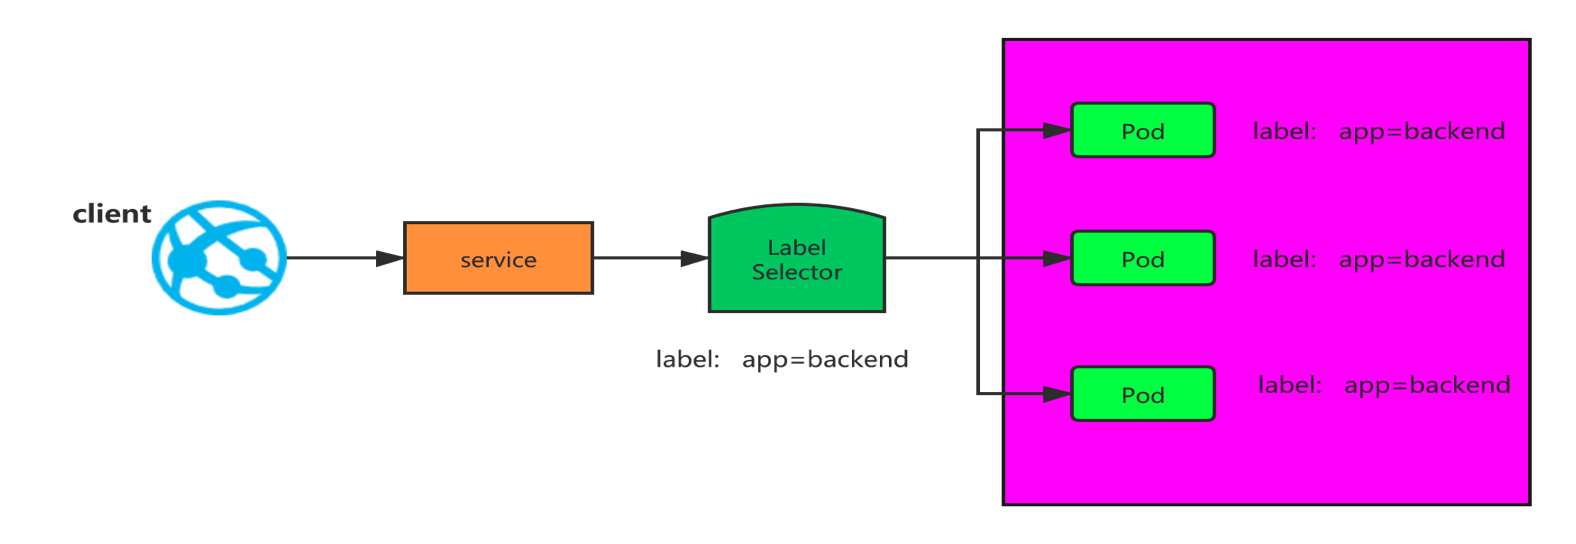 client
service
Label
Selector
label: app=backend
Pod
label: app=backend
Pod
label: app=backend
Pod
label: app=backend